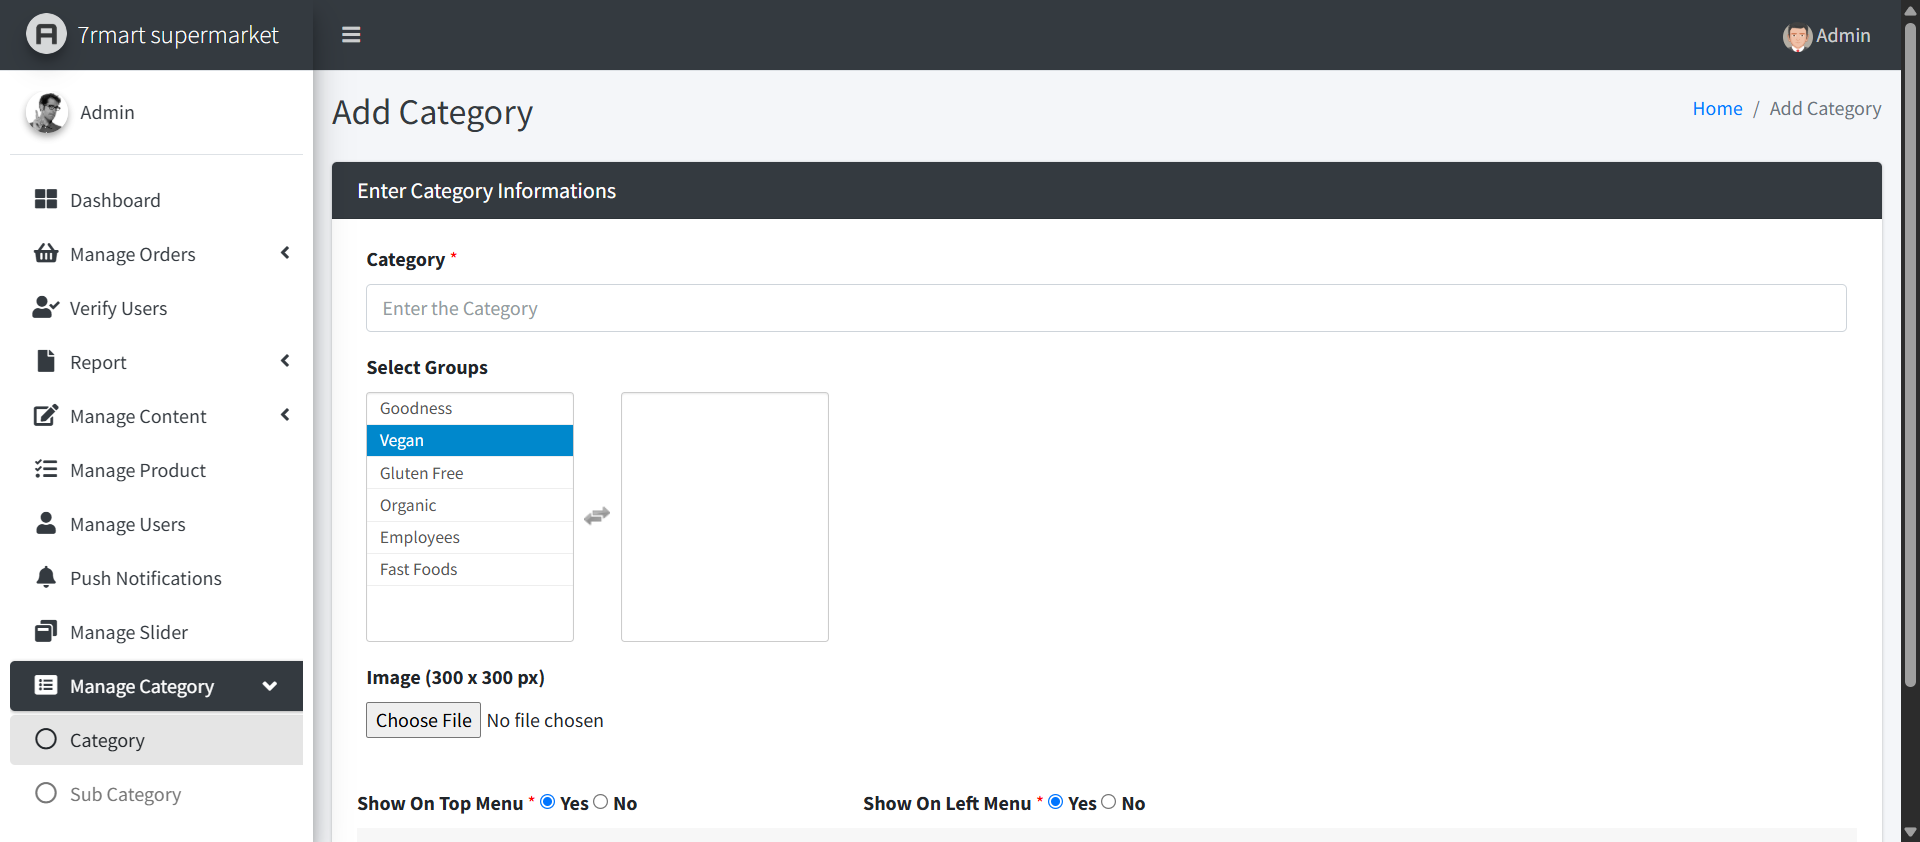 7rmart supermarket
Admin
Admin
Dashboard
Manage Orders
Verify Users
Report
Manage Content
Manage Product
Manage Users
Push Notifications
Manage Slider
Manage Category
Category
Sub Category
Add Category
Home / Add Category
Enter Category Informations
Category *
Enter the Category
Select Groups
Goodness
Vegan
Gluten Free
Organic
Employees
Fast Foods
Image (300 x 300 px)
Choose File No file chosen
Show On Top Menu * Yes No
Show On Left Menu * Yes No